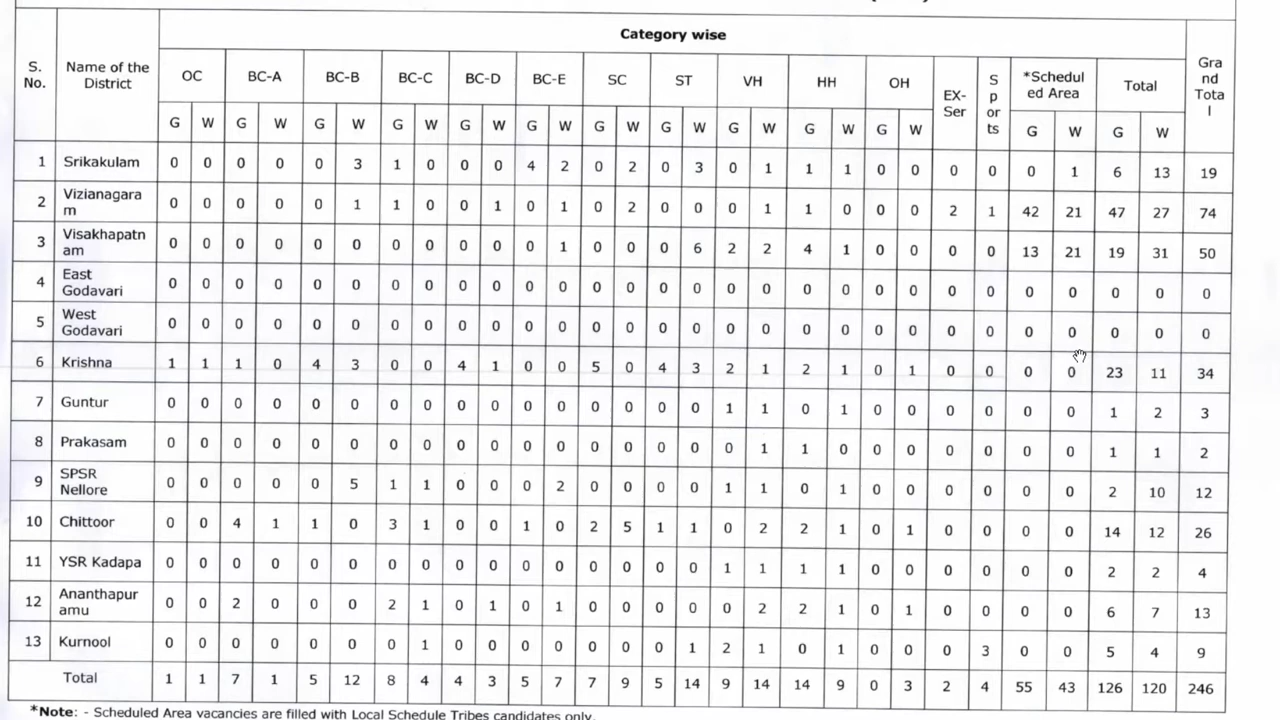 Category wise
S. No. Name of the District OC BC-A BC-B BC-C BC-D BC-E SC ST VH HH OH EX-Ser Sports *Scheduled Area Total Grand Total
G W G W G W G W G W G W G W G W G W G W G W G W G W
1 Srikakulam 0 0 0 0 0 3 1 0 0 0 4 2 0 2 0 3 0 1 1 1 0 0 0 0 0 1 6 13 19
2 Vizianagaram 0 0 0 0 0 1 1 0 0 1 0 1 0 2 0 0 0 1 1 0 0 0 2 1 42 21 47 27 74
3 Visakhapatnam 0 0 0 0 0 0 0 0 0 0 0 1 0 0 0 6 2 2 4 1 0 0 0 0 13 21 19 31 50
4 East Godavari 0 0 0 0 0 0 0 0 0 0 0 0 0 0 0 0 0 0 0 0 0 0 0 0 0 0 0 0 0
5 West Godavari 0 0 0 0 0 0 0 0 0 0 0 0 0 0 0 0 0 0 0 0 0 0 0 0 0 0 0 0 0
6 Krishna 1 1 1 0 4 3 0 0 4 1 0 0 5 0 4 3 2 1 2 1 0 1 0 0 0 0 23 11 34
7 Guntur 0 0 0 0 0 0 0 0 0 0 0 0 0 0 0 0 1 1 0 1 0 0 0 0 0 0 1 2 3
8 Prakasam 0 0 0 0 0 0 0 0 0 0 0 0 0 0 0 0 0 1 1 0 0 0 0 0 0 0 1 1 2
9 SPSR Nellore 0 0 0 0 0 5 1 1 0 0 0 2 0 0 0 0 1 1 0 1 0 0 0 0 0 0 2 10 12
10 Chittoor 0 0 4 1 1 0 3 1 0 0 1 0 2 5 1 1 0 2 2 1 0 1 0 0 0 0 14 12 26
11 YSR Kadapa 0 0 0 0 0 0 0 0 0 0 0 0 0 0 0 0 1 1 1 1 0 0 0 0 0 0 2 2 4
12 Ananthapuramu 0 0 2 0 0 0 2 1 0 1 0 1 0 0 0 0 0 2 2 1 0 1 0 0 0 0 6 7 13
13 Kurnool 0 0 0 0 0 0 0 1 0 0 0 0 0 0 0 1 2 1 0 1 0 0 0 3 0 0 5 4 9
Total 1 1 7 1 5 12 8 4 4 3 5 7 7 9 5 14 9 14 14 9 0 3 2 4 55 43 126 120 246
*Note: - Scheduled Area vacancies are filled with Local Schedule Tribes candidates only.